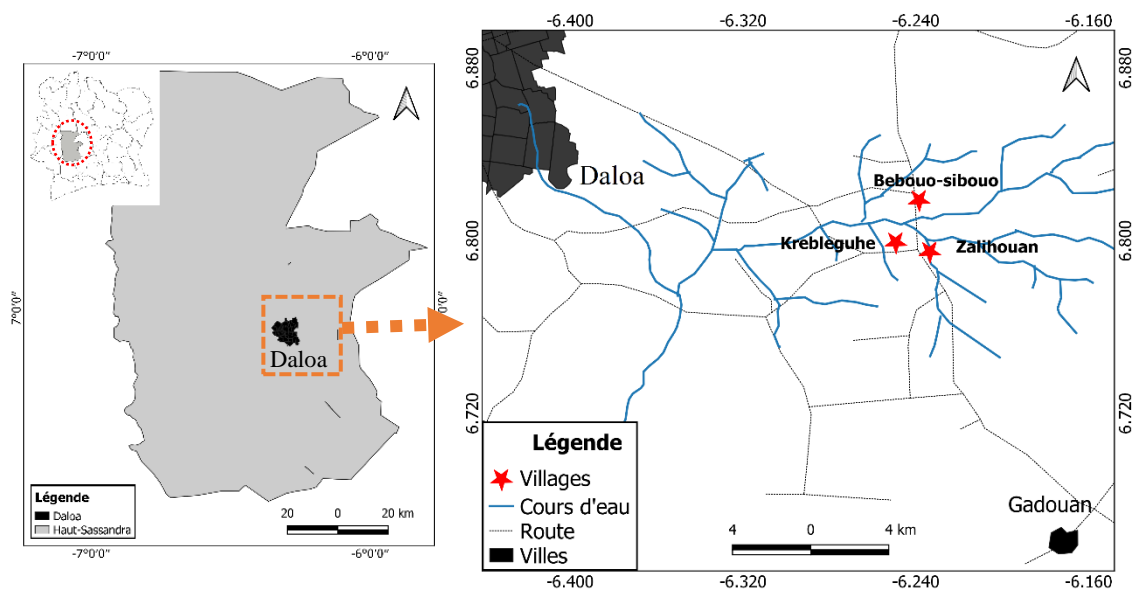 -7°0'0"
-6°0'0"
7°0'0"
Daloa
Légende
Daloa
Haut-Sassandra
20 0 20 km
-7°0'0"
-6°0'0"
-6.400
-6.320
-6.240
-6.160
6.880
6.880
Daloa
Bebouo-sibouo
6.800
Krebleguhe
Zalihouan
6.800
6.720
6.720
Légende
Villages
Cours d'eau
Route
Villes
4 0 4 km
Gadouan
-6.400
-6.320
-6.240
-6.160